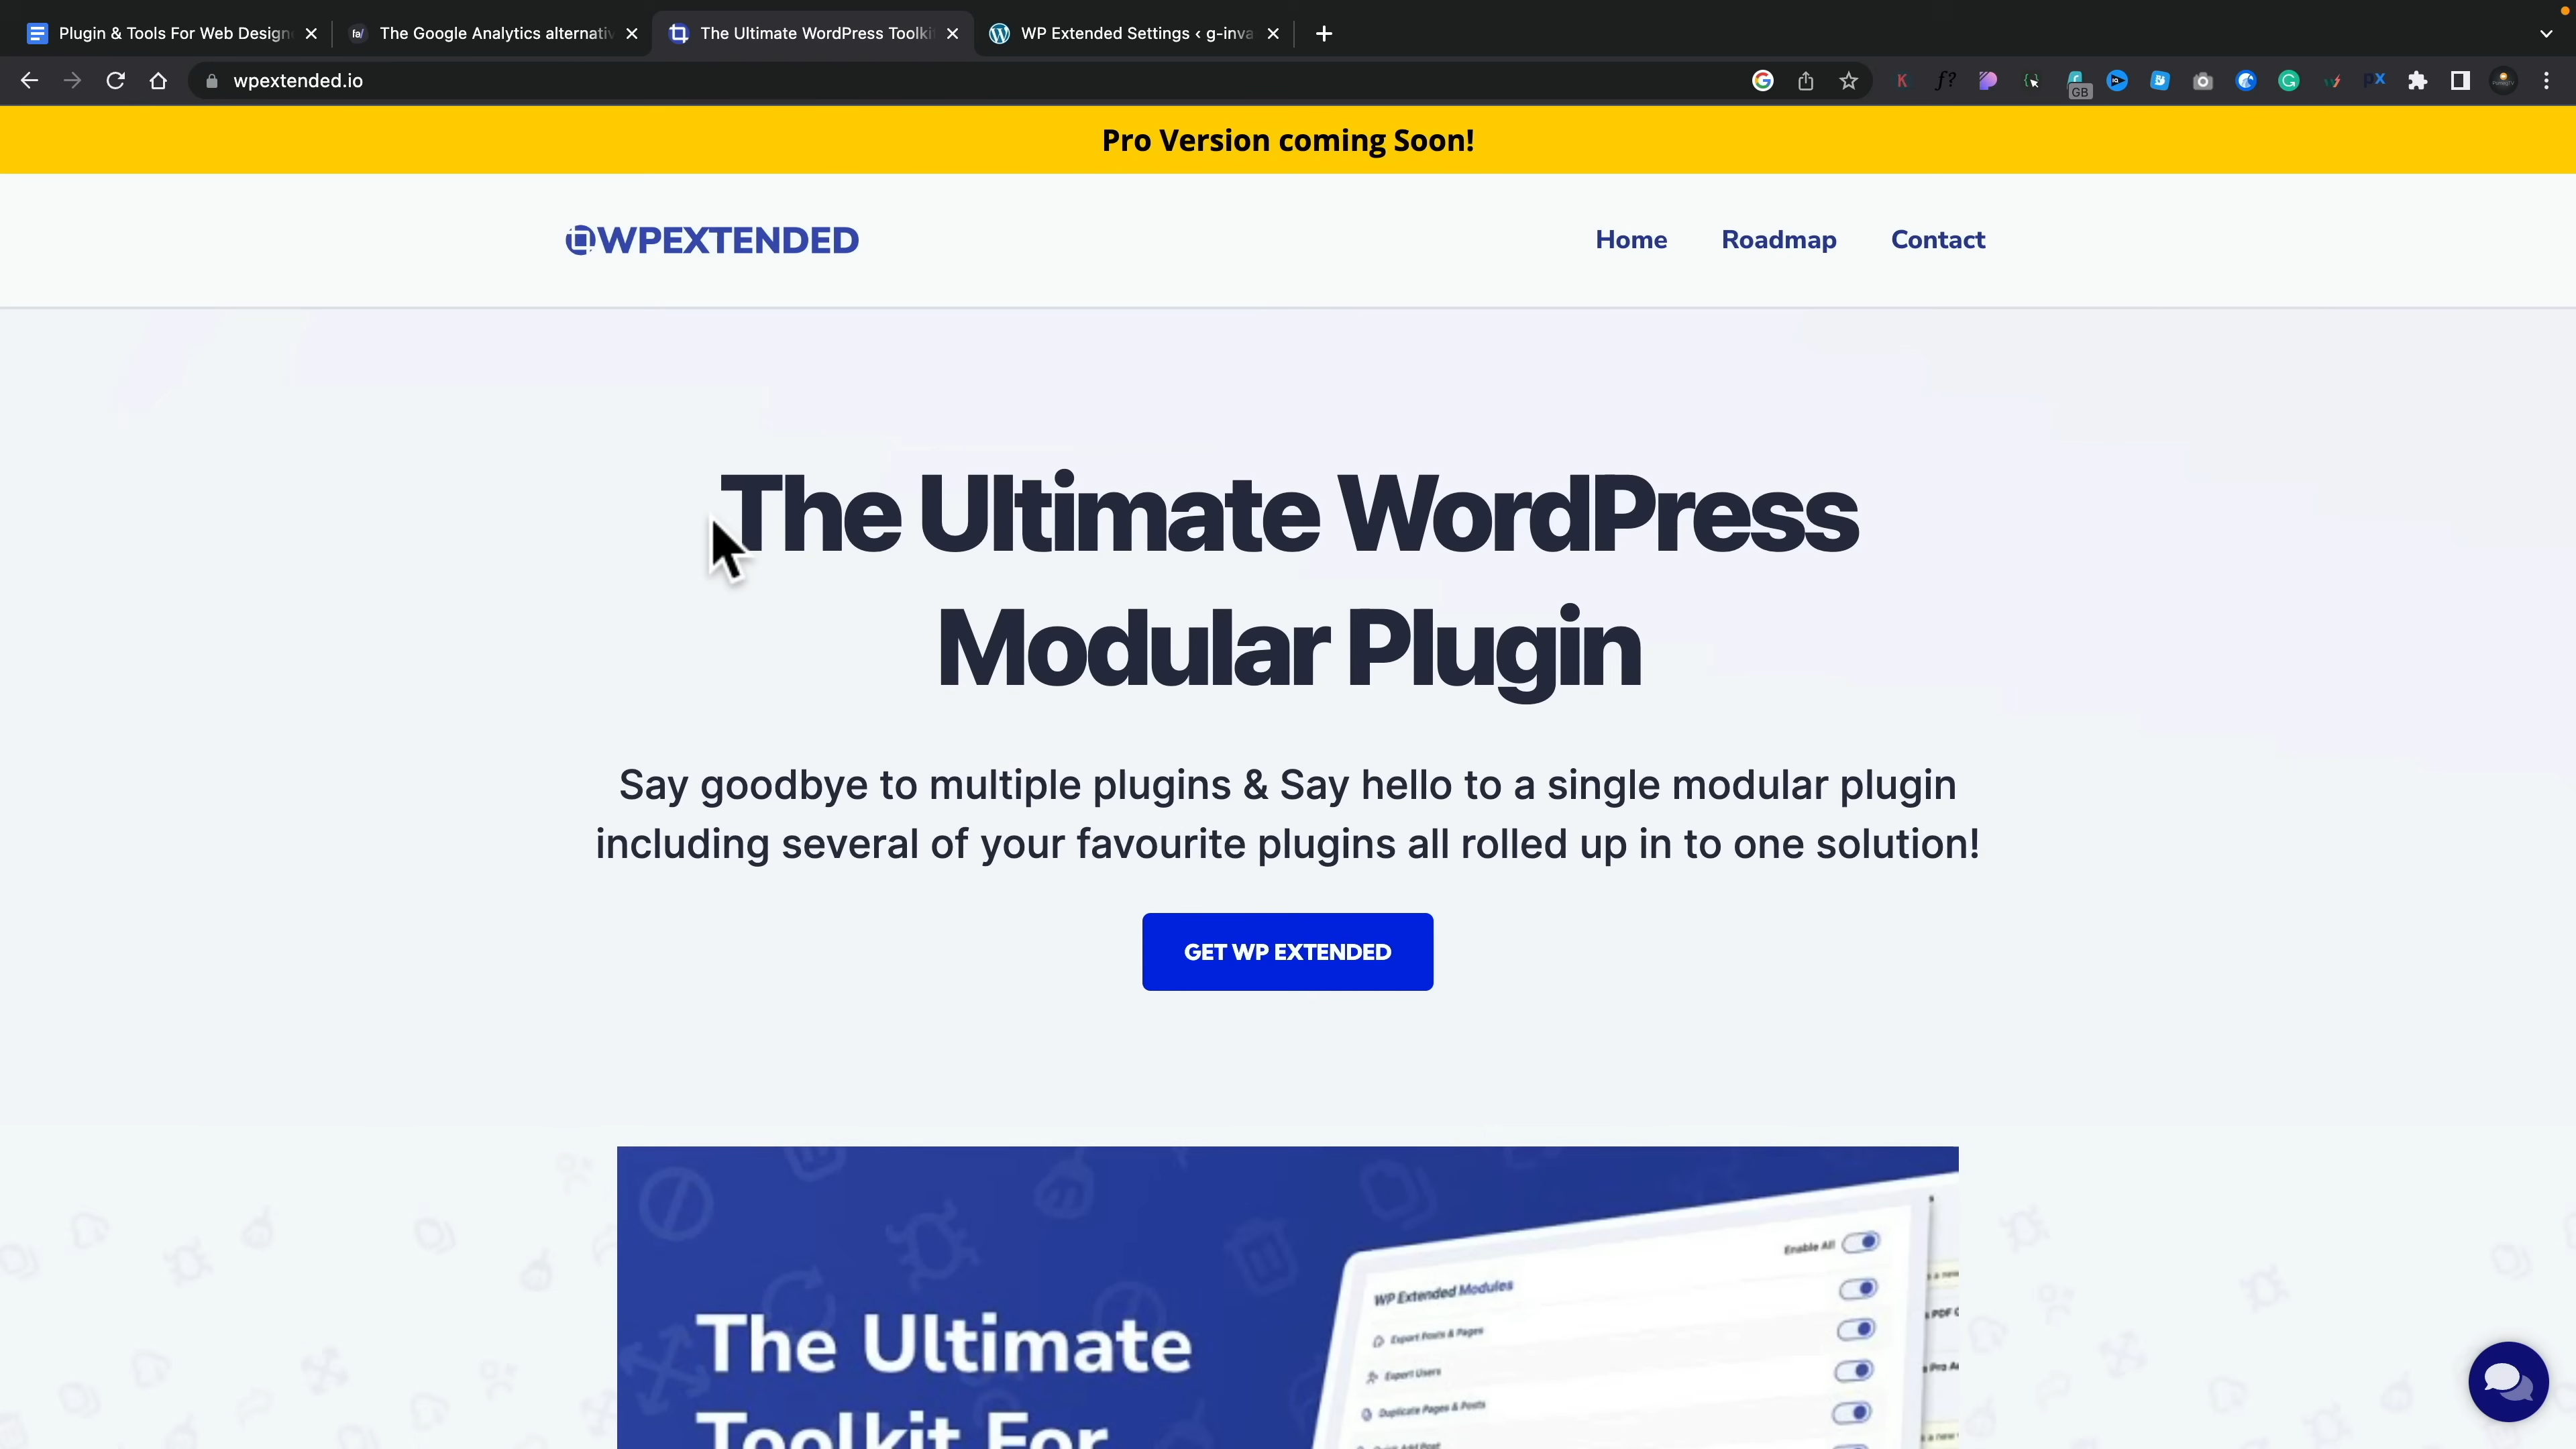 Plugin & Tools For Web Design
The Google Analytics alternativ
The Ultimate WordPress Toolki
WP Extended Settings ‹ g-inva
wpextended.io
GB
Pro Version coming Soon!
WPEXTENDED
Home
Roadmap
Contact
The Ultimate WordPress
Modular Plugin
Say goodbye to multiple plugins & Say hello to a single modular plugin
including several of your favourite plugins all rolled up in to one solution!
GET WP EXTENDED
The Ultimate
Toolkit For
Enable All
WP Extended Modules
Export Posts & Pages
Export Users
Duplicate Pages & Posts